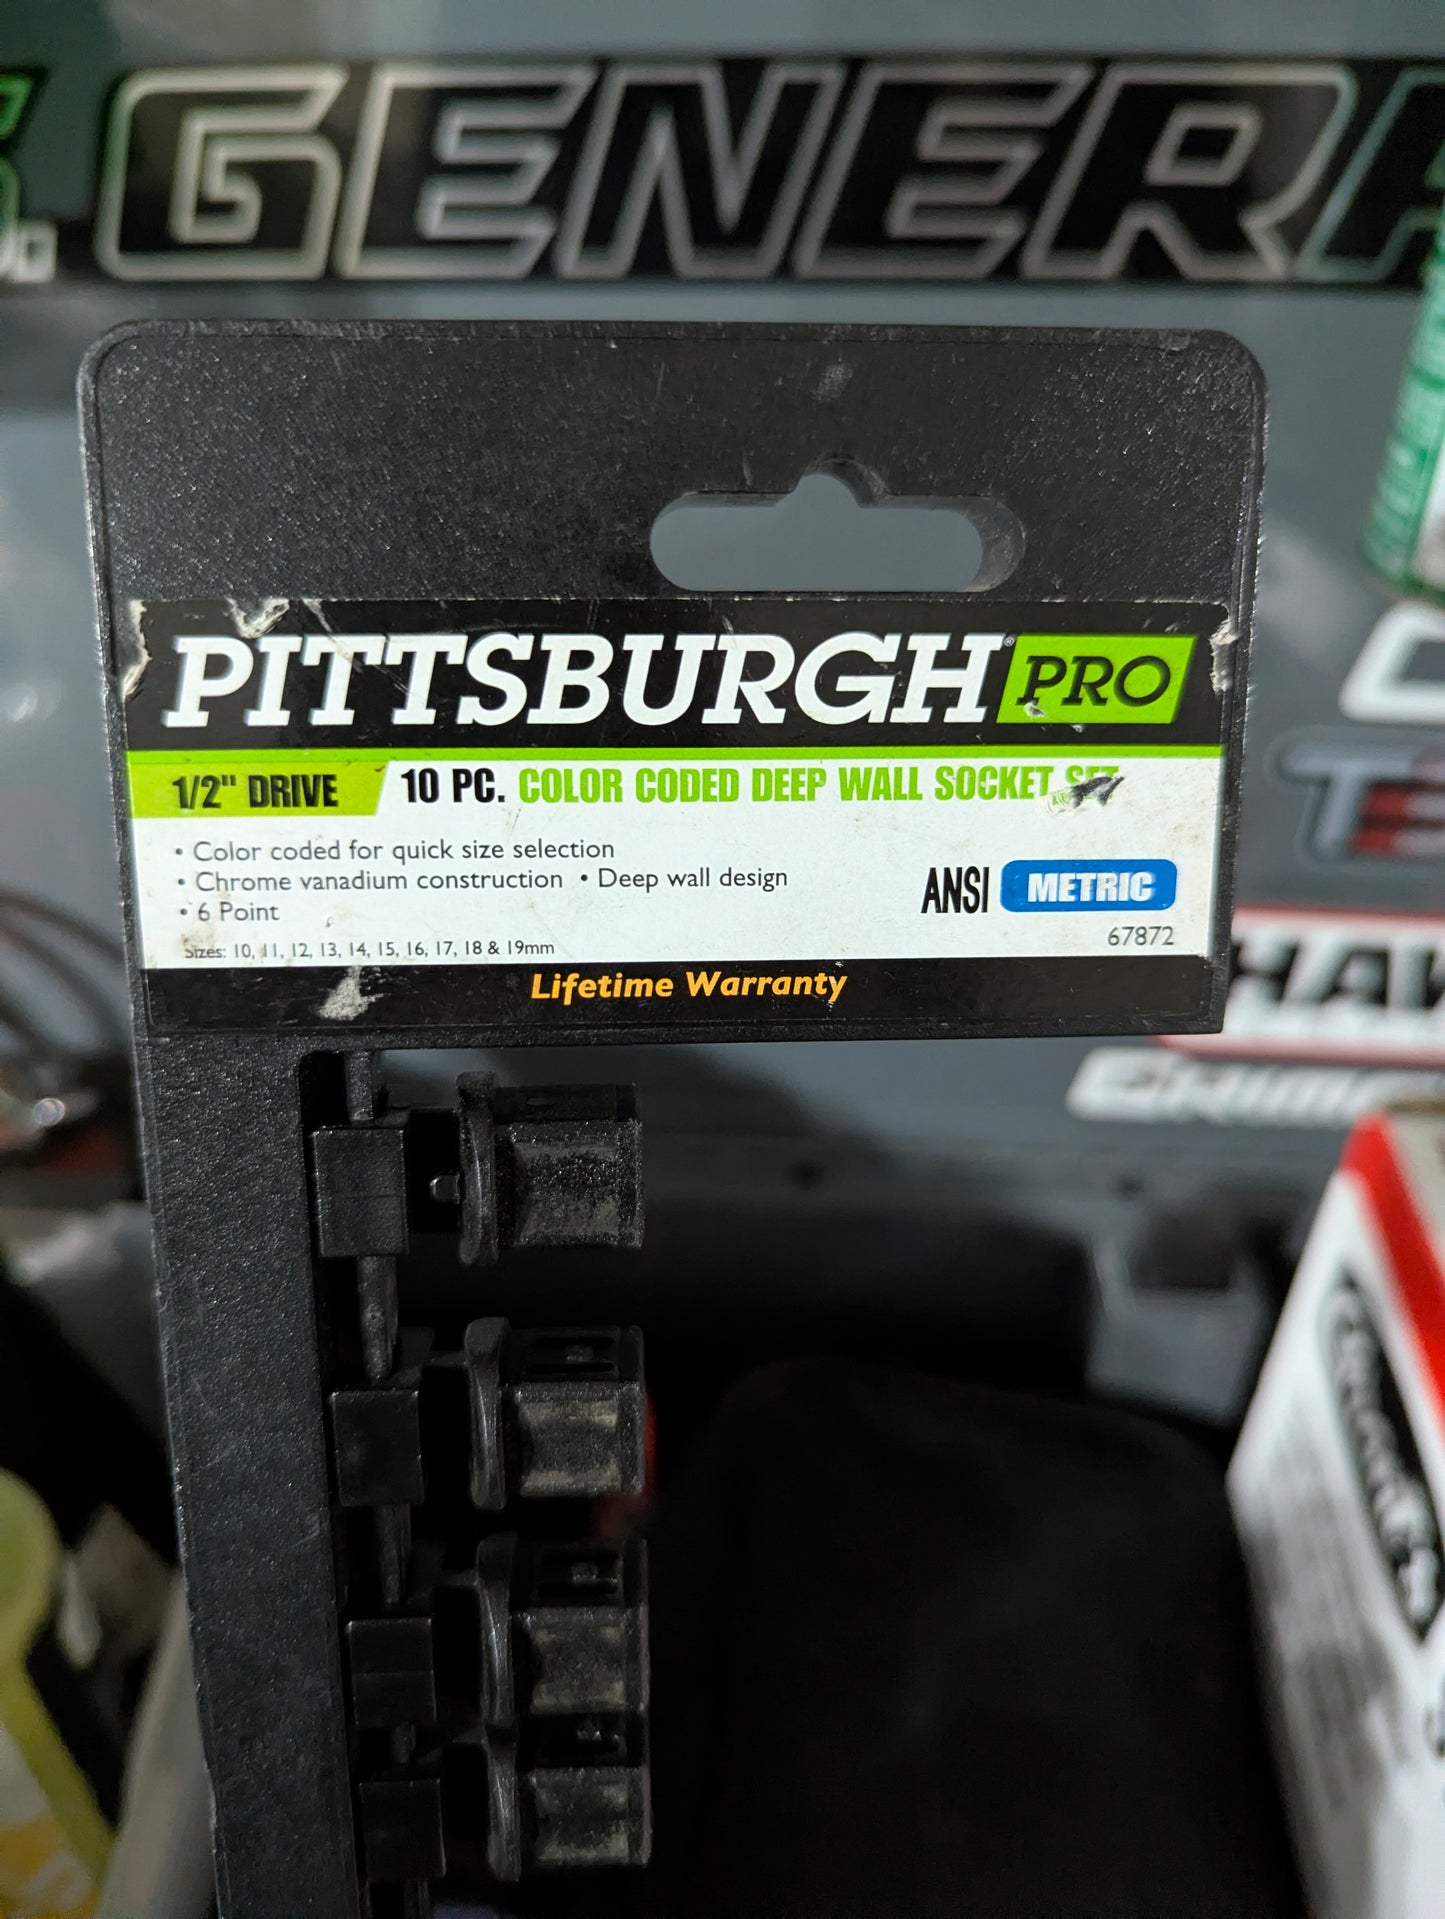 GENERA
PITTSBURGH® PRO
1/2" DRIVE
10 PC. COLOR CODED DEEP WALL SOCKET SET
• Color coded for quick size selection
• Chrome vanadium construction • Deep wall design
• 6 Point
ANSI METRIC
67872
Sizes: 10, 11, 12, 13, 14, 15, 16, 17, 18 & 19mm
Lifetime Warranty